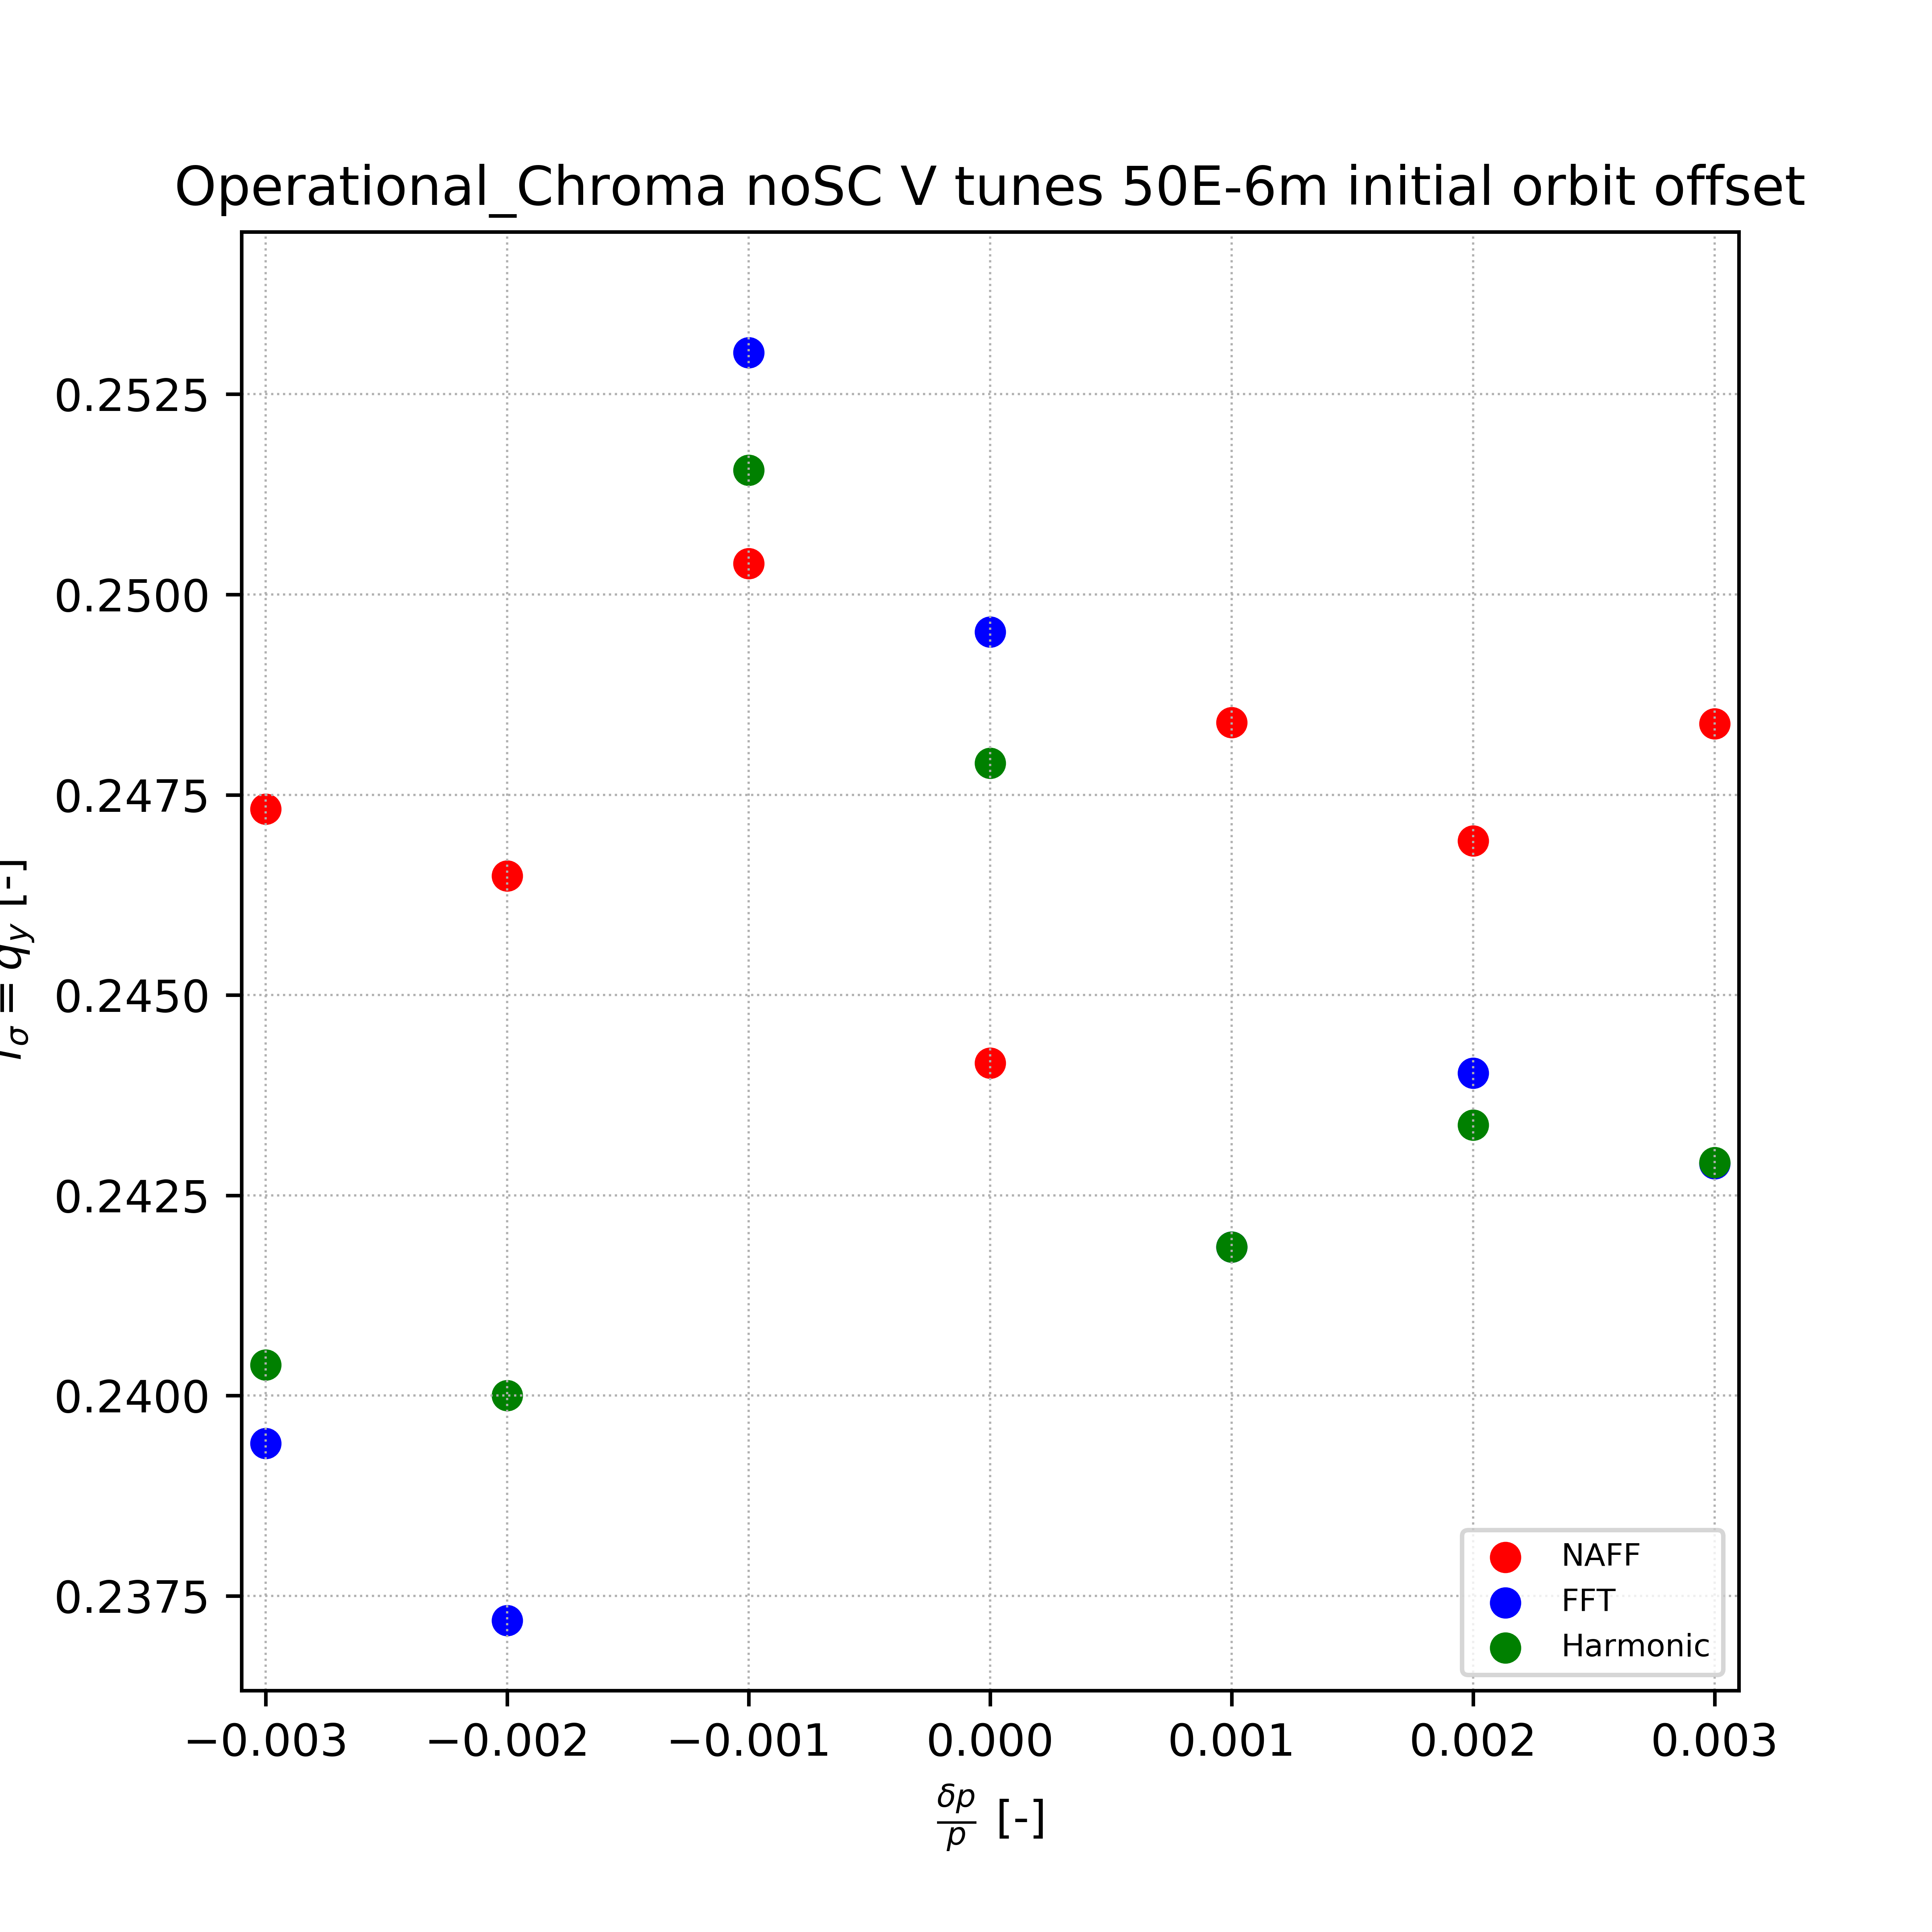 Operational_Chroma noSC V tunes 50E-6m initial orbit offset
0.2525
0.2500
0.2475
0.2450
0.2425
0.2400
0.2375
σ = q_y [-]
NAFF
FFT
Harmonic
−0.003 −0.002 −0.001 0.000 0.001 0.002 0.003
δp/p [-]